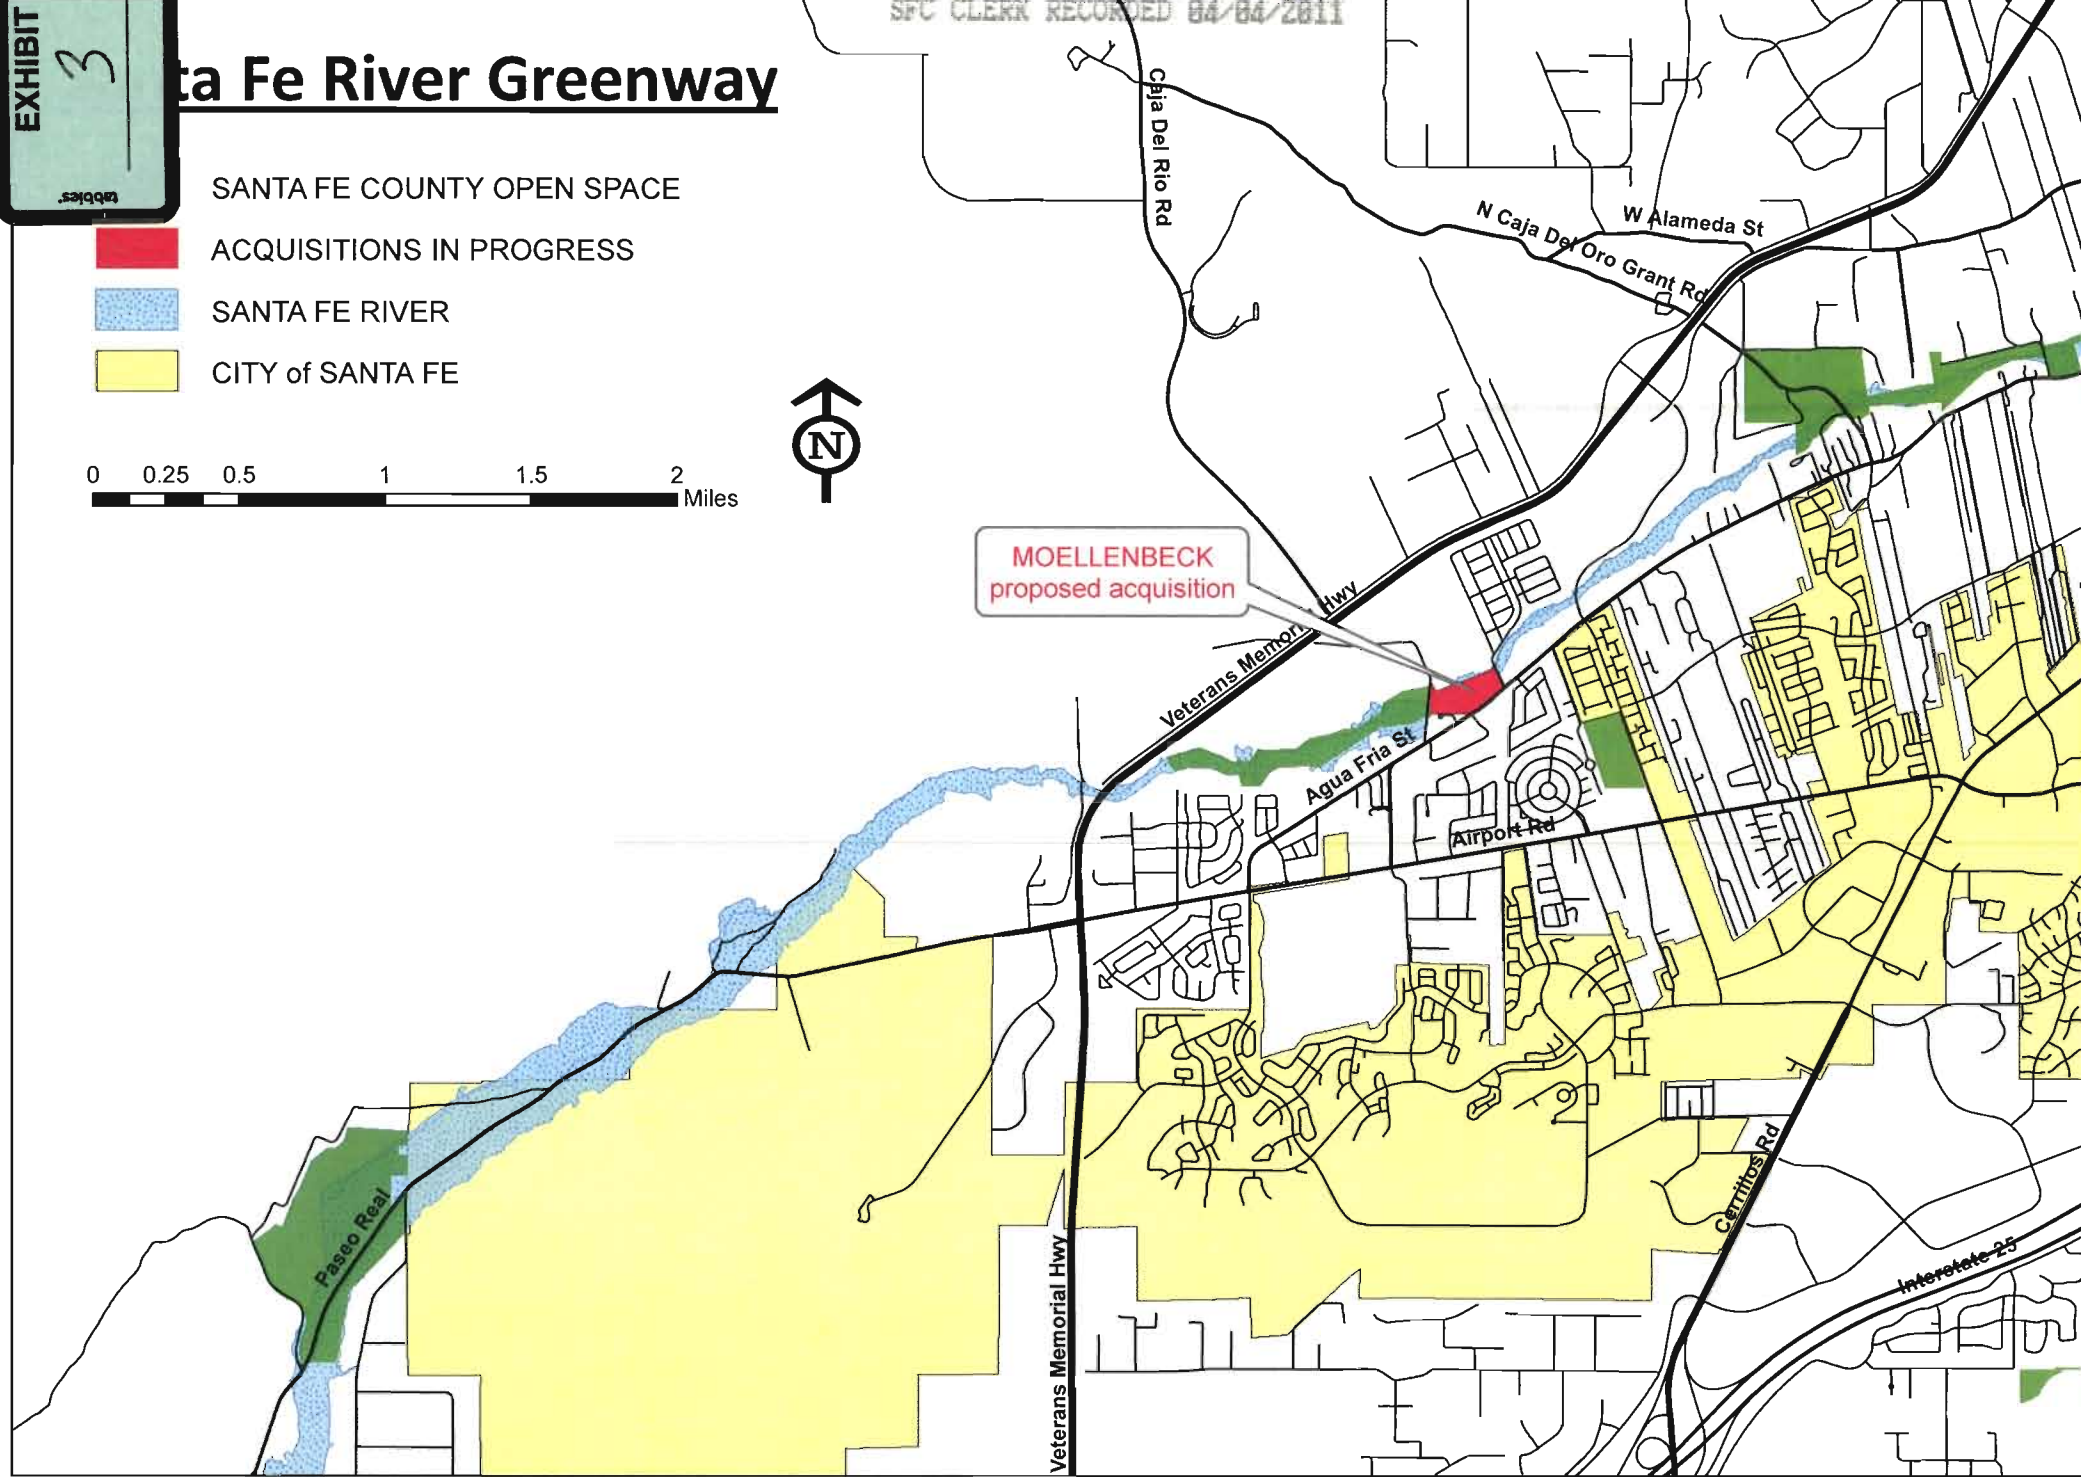 SFC CLERK RECORDED 04/04/2011
EXHIBIT
3
tabbies®
ta Fe River Greenway
SANTA FE COUNTY OPEN SPACE
ACQUISITIONS IN PROGRESS
SANTA FE RIVER
CITY of SANTA FE
0 0.25 0.5 1 1.5 2
Miles
N
Caja Del Rio Rd
N Caja Del Oro Grant Rd
W Alameda St
MOELLENBECK
proposed acquisition
Veterans Memori Hwy
Agua Fria St
Airport Rd
Paseo Real
Veterans Memorial Hwy
Cerrillos Rd
Interstate 25